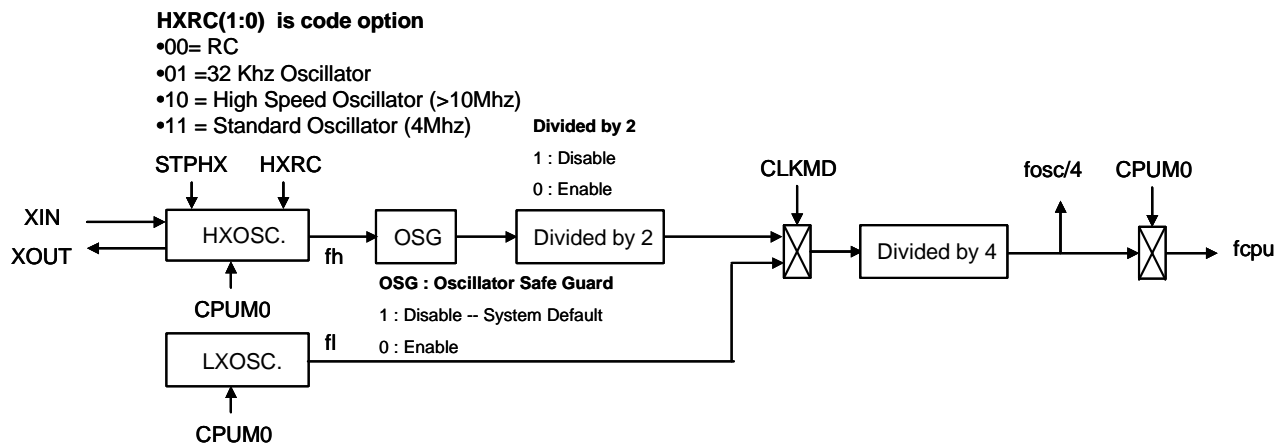 HXRC(1:0) is code option
•00= RC
•01 =32 Khz Oscillator
•10 = High Speed Oscillator (>10Mhz)
•11 = Standard Oscillator (4Mhz)
Divided by 2
1 : Disable
0 : Enable
STPHX
HXRC
CLKMD
fosc/4
CPUM0
XIN
XOUT
HXOSC.
fh
OSG
Divided by 2
Divided by 4
fcpu
CPUM0
OSG : Oscillator Safe Guard
1 : Disable -- System Default
0 : Enable
LXOSC.
fl
CPUM0